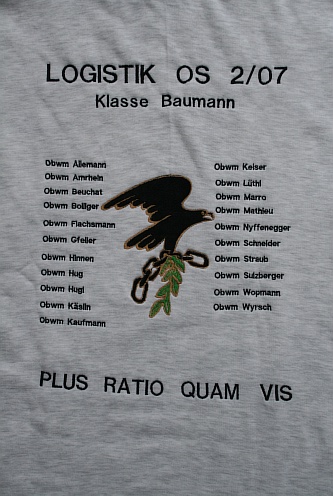 LOGISTIK OS 2/07
Klasse Baumann
Obwm Allemann
Obwm Amrhein
Obwm Beuchat
Obwm Bolliger
Obwm Flachsmann
Obwm Gfeller
Obwm Hinnen
Obwm Hug
Obwm Hugi
Obwm Käslin
Obwm Kaufmann
Obwm Keiser
Obwm Lüthi
Obwm Marro
Obwm Mathieu
Obwm Nyffenegger
Obwm Schneider
Obwm Straub
Obwm Sulzberger
Obwm Wopmann
Obwm Wyrsch
PLUS RATIO QUAM VIS